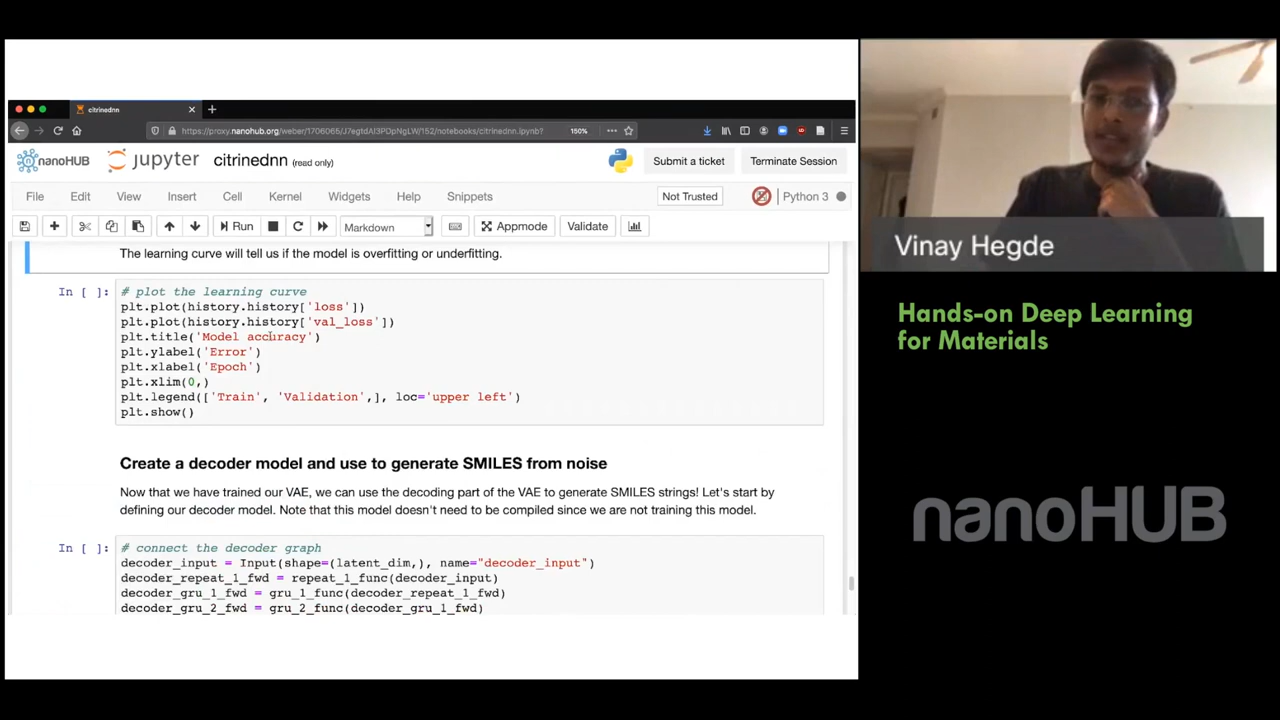 citrinednn
https://proxy.nanohub.org/weber/1706065/J7egtdAl3PDpNgLW/152/notebooks/citrinednn.ipynb?
150%
nanoHUB
jupyter
citrinednn (read only)
Submit a ticket
Terminate Session
File
Edit
View
Insert
Cell
Kernel
Widgets
Help
Snippets
Not Trusted
Python 3
Run
Markdown
Appmode
Validate
The learning curve will tell us if the model is overfitting or underfitting.
In [ ]:
# plot the learning curve
plt.plot(history.history['loss'])
plt.plot(history.history['val_loss'])
plt.title('Model accuracy')
plt.ylabel('Error')
plt.xlabel('Epoch')
plt.xlim(0,)
plt.legend(['Train', 'Validation',], loc='upper left')
plt.show()
Create a decoder model and use to generate SMILES from noise
Now that we have trained our VAE, we can use the decoding part of the VAE to generate SMILES strings! Let's start by
defining our decoder model. Note that this model doesn't need to be compiled since we are not training this model.
In [ ]:
# connect the decoder graph
decoder_input = Input(shape=(latent_dim,), name="decoder_input")
decoder_repeat_1_fwd = repeat_1_func(decoder_input)
decoder_gru_1_fwd = gru_1_func(decoder_repeat_1_fwd)
decoder_gru_2_fwd = gru_2_func(decoder_gru_1_fwd)
Vinay Hegde
Hands-on Deep Learning
for Materials
nanoHUB